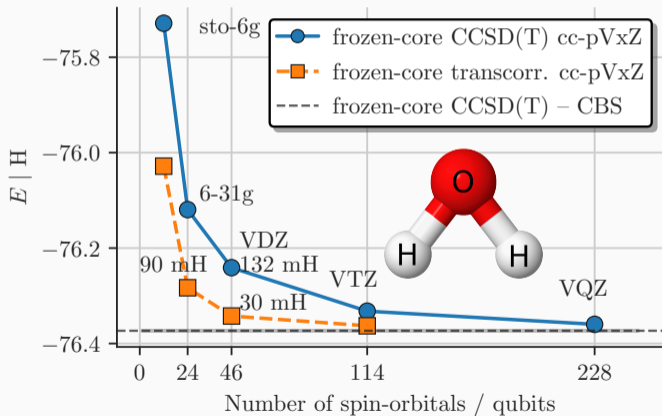 sto-6g
frozen-core CCSD(T) cc-pVxZ
frozen-core transcorr. cc-pVxZ
frozen-core CCSD(T) – CBS
−75.8
−76.0
−76.2
−76.4
E | H
6-31g
VDZ
90 mH
132 mH
30 mH
VTZ
VQZ
O
H
H
0
24
46
114
228
Number of spin-orbitals / qubits